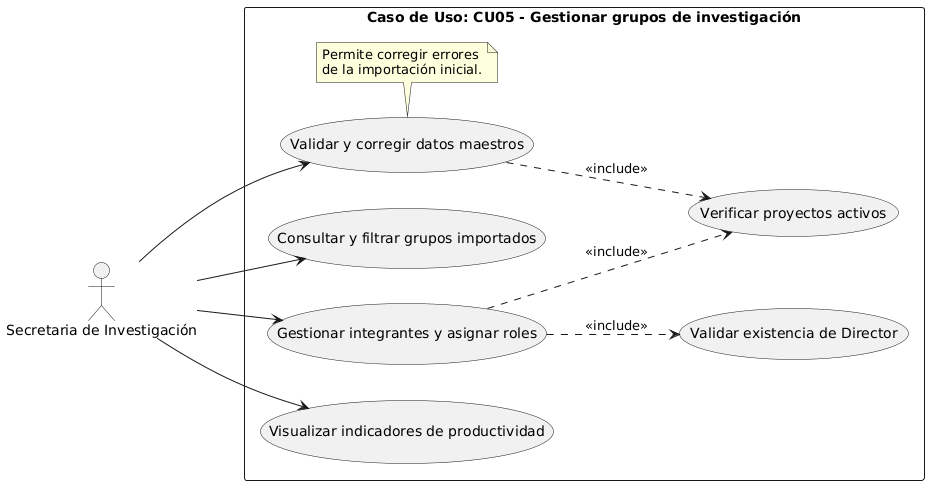 Caso de Uso: CU05 - Gestionar grupos de investigación
Permite corregir errores
de la importación inicial.
Validar y corregir datos maestros
«include»
Verificar proyectos activos
Consultar y filtrar grupos importados
«include»
Secretaria de Investigación
Gestionar integrantes y asignar roles
«include»
Validar existencia de Director
Visualizar indicadores de productividad